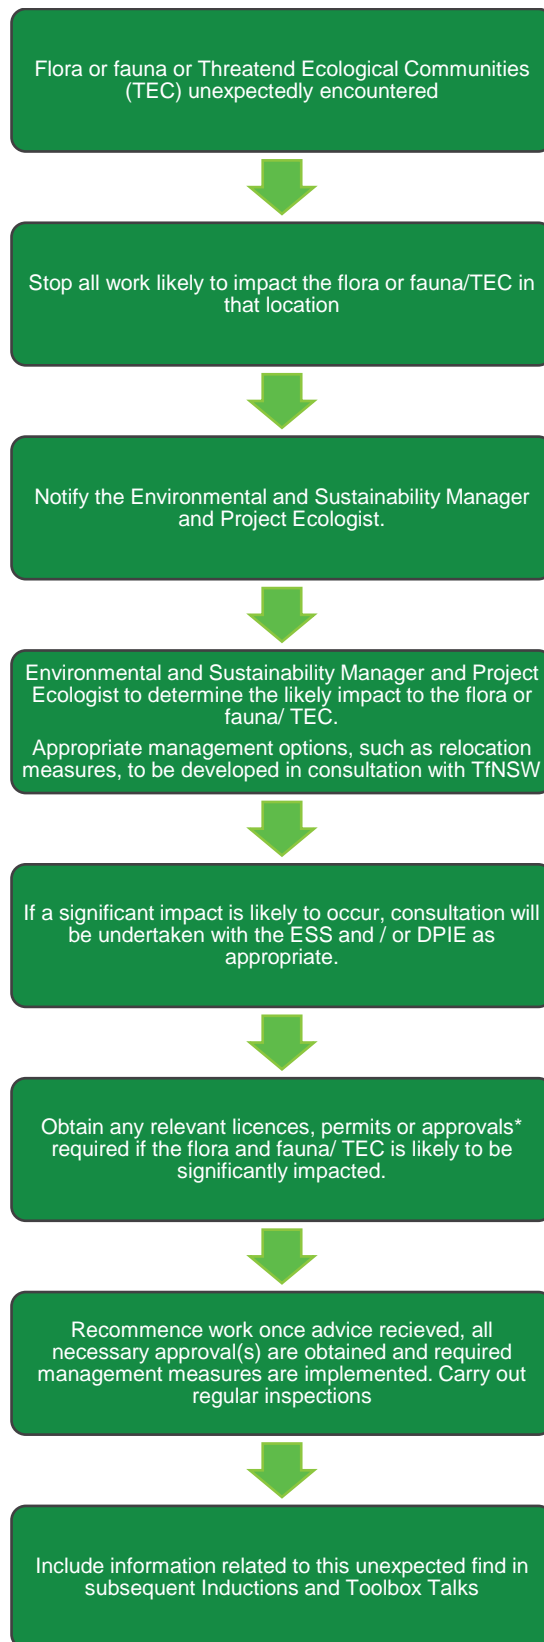 Flora or fauna or Threatend Ecological Communities
(TEC) unexpectedly encountered
Stop all work likely to impact the flora or fauna/TEC in
that location
Notify the Environmental and Sustainability Manager
and Project Ecologist.
Environmental and Sustainability Manager and Project
Ecologist to determine the likely impact to the flora or
fauna/ TEC.
Appropriate management options, such as relocation
measures, to be developed in consultation with TfNSW
If a significant impact is likely to occur, consultation will
be undertaken with the ESS and / or DPIE as
appropriate.
Obtain any relevant licences, permits or approvals*
required if the flora and fauna/ TEC is likely to be
significantly impacted.
Recommence work once advice recieved, all
necessary approval(s) are obtained and required
management measures are implemented. Carry out
regular inspections
Include information related to this unexpected find in
subsequent Inductions and Toolbox Talks